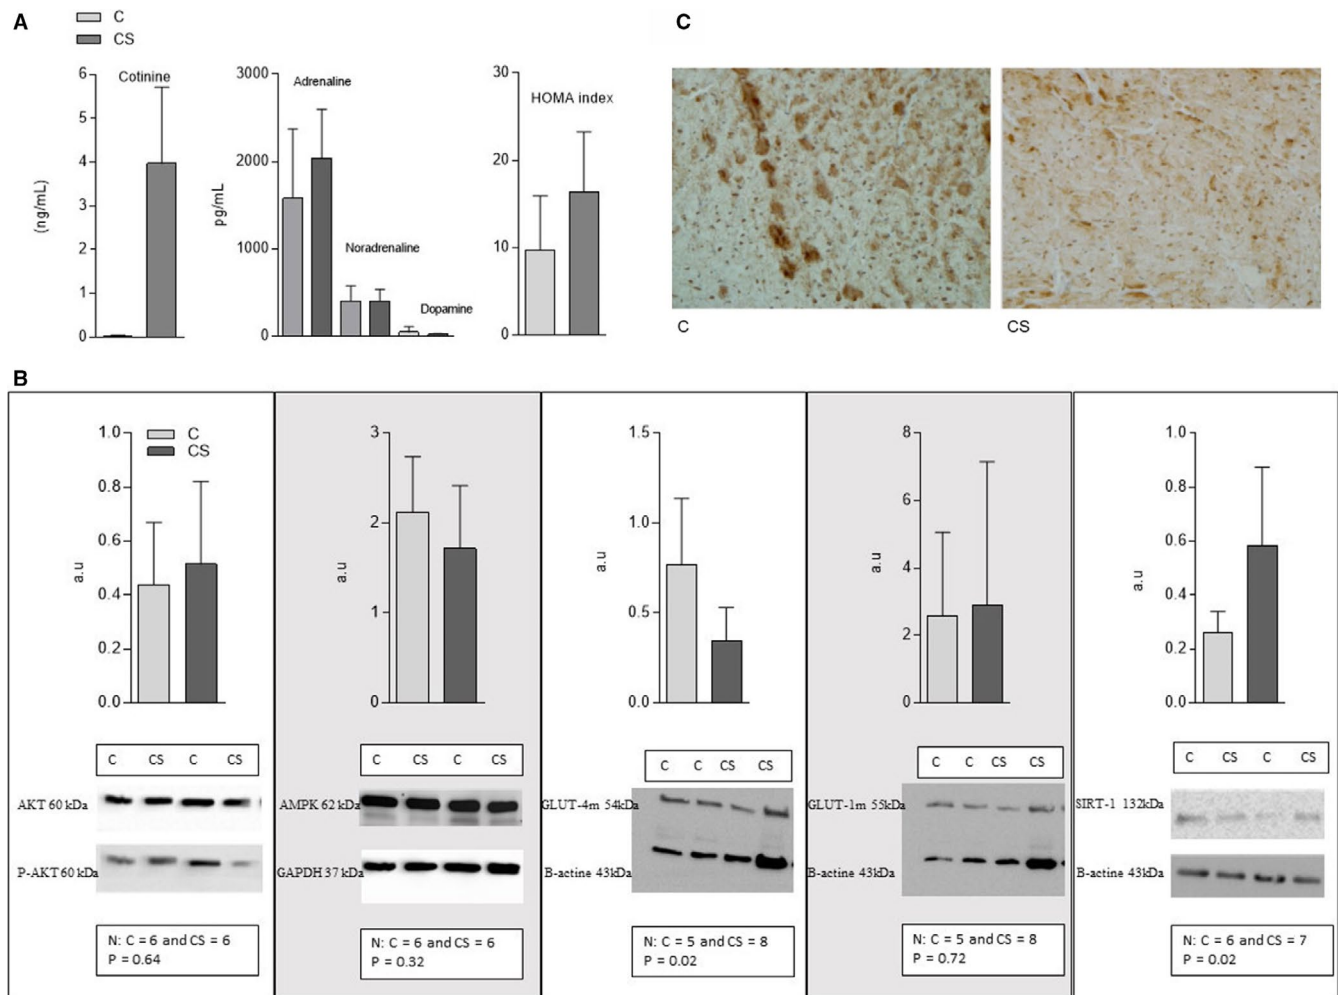 A
C
CS
Cotinine
(ng/mL)
6
5
4
3
2
1
0
Adrenaline
Noradrenaline
Dopamine
pg/mL
3000
2000
1000
0
HOMA index
30
20
10
0
C
C
CS
B
C
CS
a.u
1.0
0.8
0.6
0.4
0.2
0.0
C CS C CS
AKT 60 kDa
P-AKT 60 kDa
N: C = 6 and CS = 6
P = 0.64
a.u
3
2
1
0
C CS C CS
AMPK 62 kDa
GAPDH 37 kDa
N: C = 6 and CS = 6
P = 0.32
a.u
1.5
1.0
0.5
0.0
C C CS CS
GLUT-4m 54kDa
B-actine 43kDa
N: C = 5 and CS = 8
P = 0.02
a.u
8
6
4
2
0
C C CS CS
GLUT-1m 55kDa
B-actine 43kDa
N: C = 5 and CS = 8
P = 0.72
a.u
1.0
0.8
0.6
0.4
0.2
0.0
C CS C CS
SIRT-1 132kDa
B-actine 43kDa
N: C = 6 and CS = 7
P = 0.02